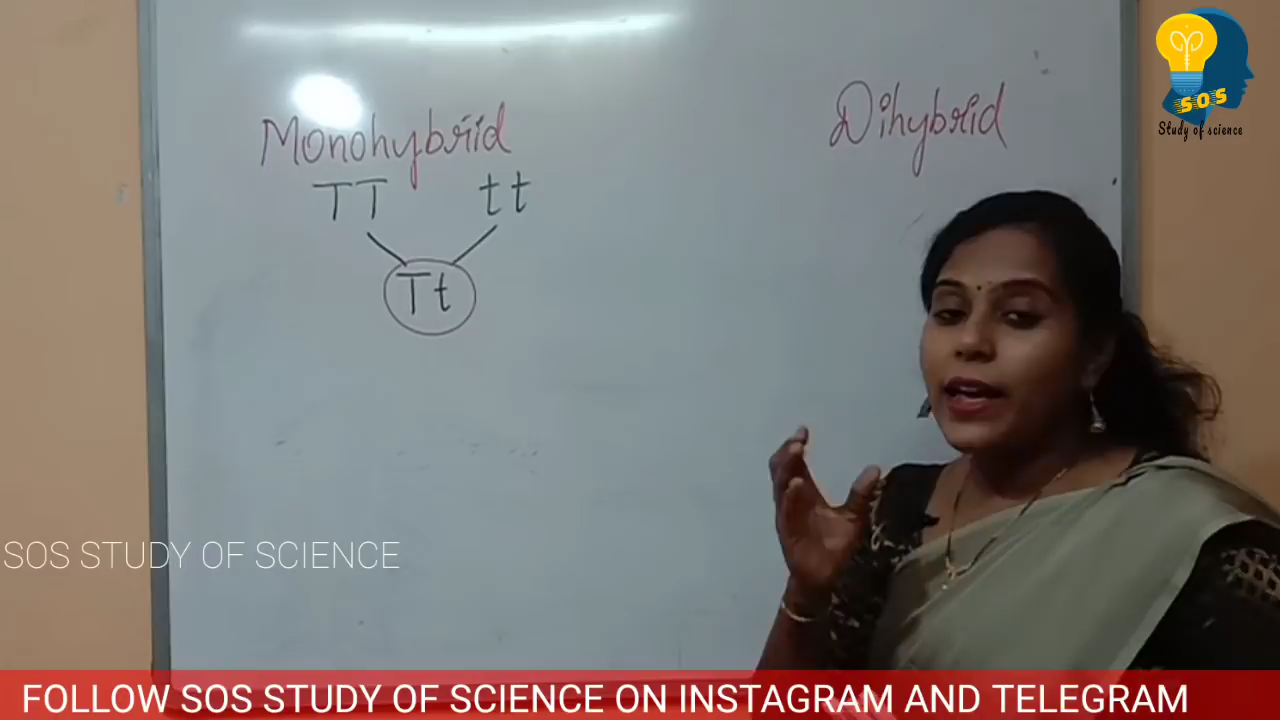 Monohybrid
TT tt
Tt
Dihybrid
SOS
Study of science
SOS STUDY OF SCIENCE
FOLLOW SOS STUDY OF SCIENCE ON INSTAGRAM AND TELEGRAM